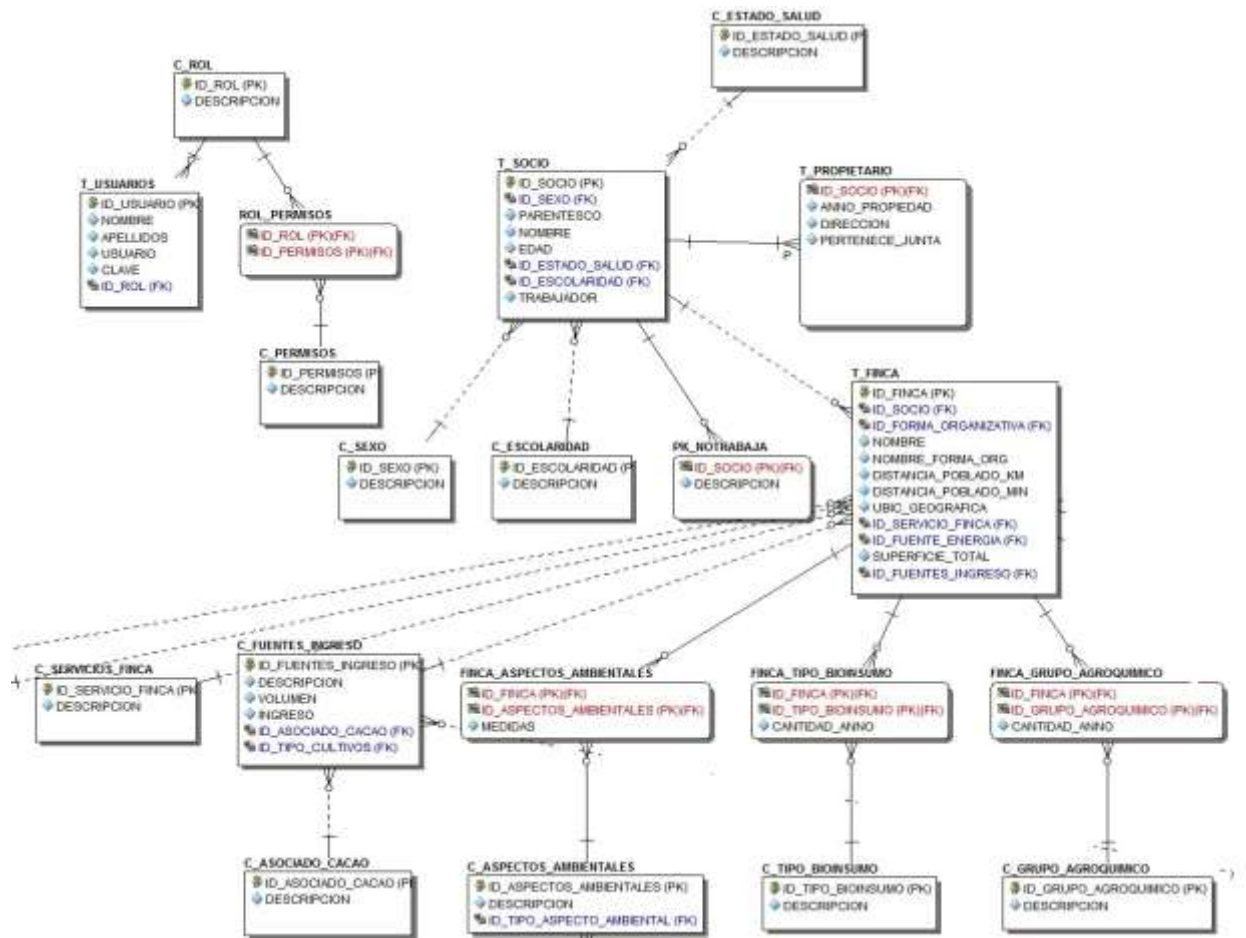 C_ESTADO_SALUD
ID_ESTADO_SALUD (P
DESCRIPCION
C_ROL
ID_ROL (PK)
DESCRIPCION
T_USUARIOS
ID_USUARIO (PK
NOMBRE
APELLIDOS
USUARIO
CLAVE
ID_ROL (FK)
ROL_PERMISOS
ID_ROL (PK)(FK)
ID_PERMISOS (PK)(FK)
C_PERMISOS
ID_PERMISOS (P
DESCRIPCION
T_SOCIO
ID_SOCIO (PK)
ID_SEXO (FK)
PARENTESCO
NOMBRE
EDAD
ID_ESTADO_SALUD (FK)
ID_ESCOLARIDAD (FK)
TRABAJADOR
T_PROPIETARIO
ID_SOCIO (PK)(FK)
ANNO_PROPIEDAD
DIRECCION
PERTENECE_JUNTA
P
C_SEXO
ID_SEXO (PK)
DESCRIPCION
C_ESCOLARIDAD
ID_ESCOLARIDAD (P
DESCRIPCION
PK_NOTRABAJA
ID_SOCIO (PK)(FK)
DESCRIPCION
T_FINCA
ID_FINCA (PK)
ID_SOCIO (FK)
ID_FORMA_ORGANIZATIVA (FK)
NOMBRE
NOMBRE_FORMA_ORG
DISTANCIA_POBLADO_KM
DISTANCIA_POBLADO_MIN
UBIC_GEOGRAFICA
ID_SERVICIO_FINCA (FK)
ID_FUENTE_ENERGIA (FK)
SUPERFICIE_TOTAL
ID_FUENTES_INGRESO (FK)
C_SERVICIOS_FINCA
ID_SERVICIO_FINCA (PK
DESCRIPCION
C_FUENTES_INGRESO
ID_FUENTES_INGRESO (PK
DESCRIPCION
VOLUMEN
INGRESO
ID_ASOCIADO_CACAO (FK)
ID_TIPO_CULTIVOS (FK)
FINCA_ASPECTOS_AMBIENTALES
ID_FINCA (PK)(FK)
ID_ASPECTOS_AMBIENTALES (PK)(FK)
MEDIDAS
FINCA_TIPO_BIOINSUMO
ID_FINCA (PK)(FK)
ID_TIPO_BIOINSUMO (PK)(FK)
CANTIDAD_ANNO
FINCA_GRUPO_AGROQUIMICO
ID_FINCA (PK)(FK)
ID_GRUPO_AGROQUIMICO (PK)(FK)
CANTIDAD_ANNO
C_ASOCIADO_CACAO
ID_ASOCIADO_CACAO (P
DESCRIPCION
C_ASPECTOS_AMBIENTALES
ID_ASPECTOS_AMBIENTALES (PK)
DESCRIPCION
ID_TIPO_ASPECTO_AMBIENTAL (FK)
C_TIPO_BIOINSUMO
ID_TIPO_BIOINSUMO (PK)
DESCRIPCION
C_GRUPO_AGROQUIMICO
ID_GRUPO_AGROQUIMICO (PK)
DESCRIPCION